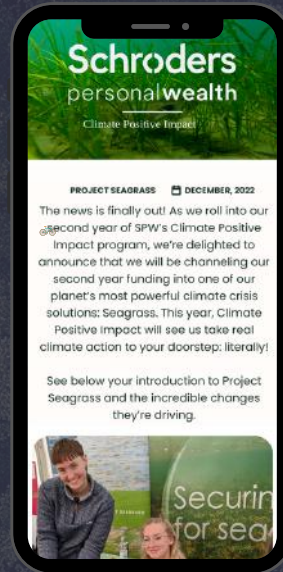 Schroders
personalwealth
Climate Positive Impact
PROJECT SEAGRASS DECEMBER, 2022
The news is finally out! As we roll into our
second year of SPW's Climate Positive
Impact program, we're delighted to
announce that we will be channeling our
second year funding into one of our
planet's most powerful climate crisis
solutions: Seagrass. This year, Climate
Positive Impact will see us take real
climate action to your doorstep: literally!
See below your introduction to Project
Seagrass and the incredible changes
they're driving.
Securin
for sea